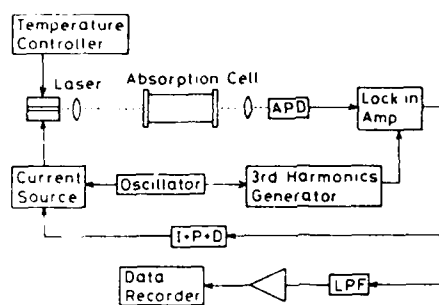 Temperature
Controller
Laser
Absorption Cell
APD
Lock in
Amp
Current
Source
Oscillator
3rd Harmonics
Generator
I+P+D
Data
Recorder
LPF